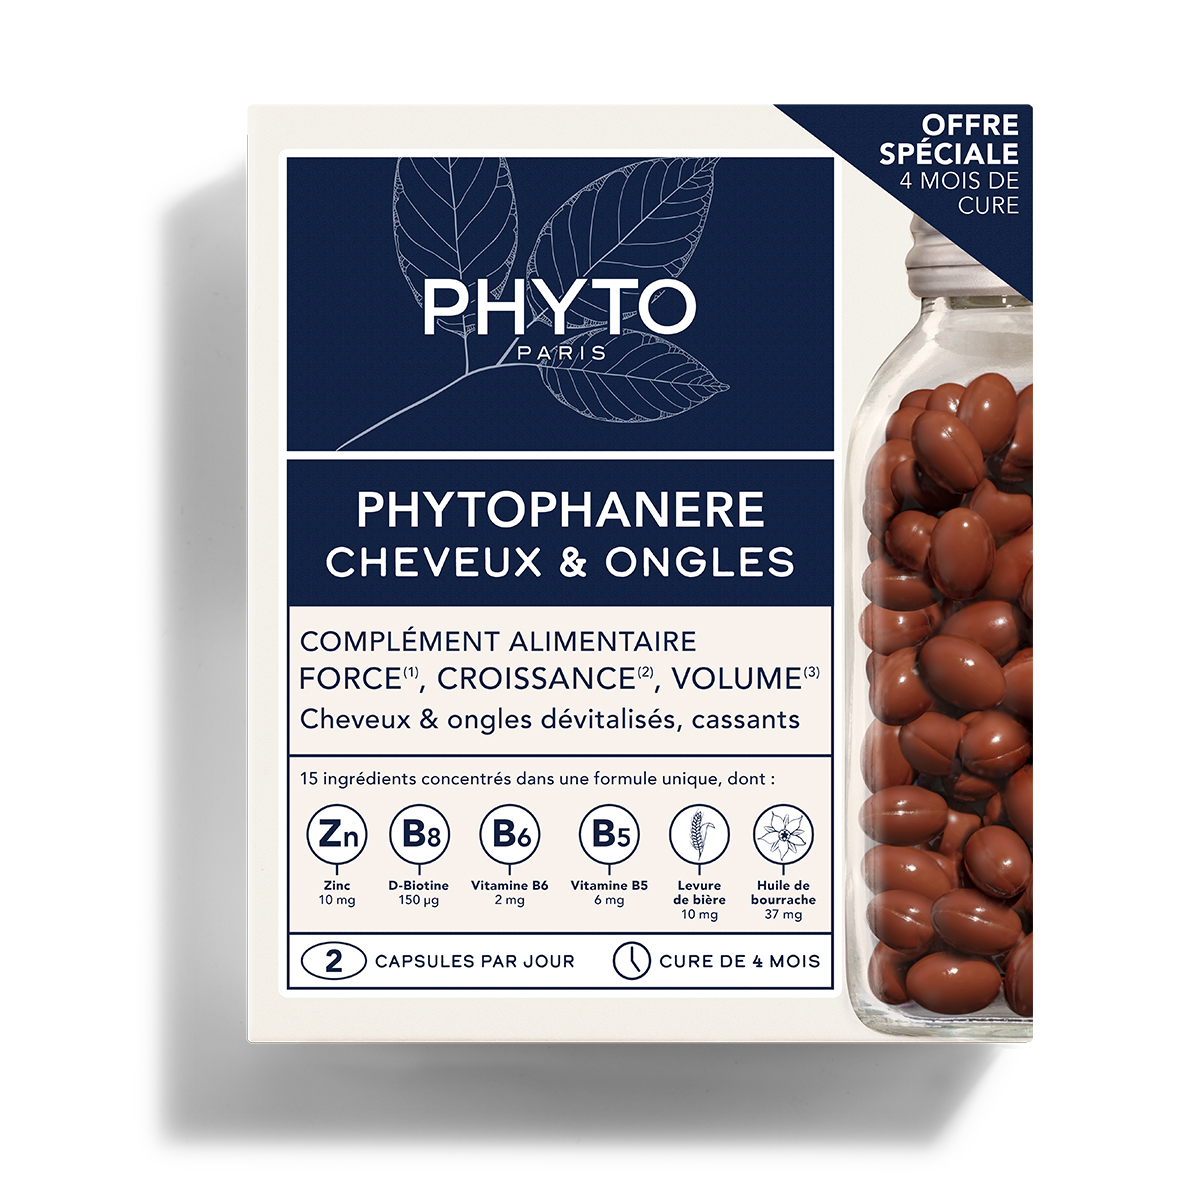 OFFRE
SPÉCIALE
4 MOIS DE
CURE
PHYTO
PARIS
PHYTOPHANERE
CHEVEUX & ONGLES
COMPLÉMENT ALIMENTAIRE
FORCE(1), CROISSANCE(2), VOLUME(3)
Cheveux & ongles dévitalisés, cassants
15 ingrédients concentrés dans une formule unique, dont :
Zn B8 B6 B5
Zinc D-Biotine Vitamine B6 Vitamine B5 Levure Huile de
10 mg 150 µg 2 mg 6 mg de bière bourrache
10 mg 37 mg
2 CAPSULES PAR JOUR CURE DE 4 MOIS